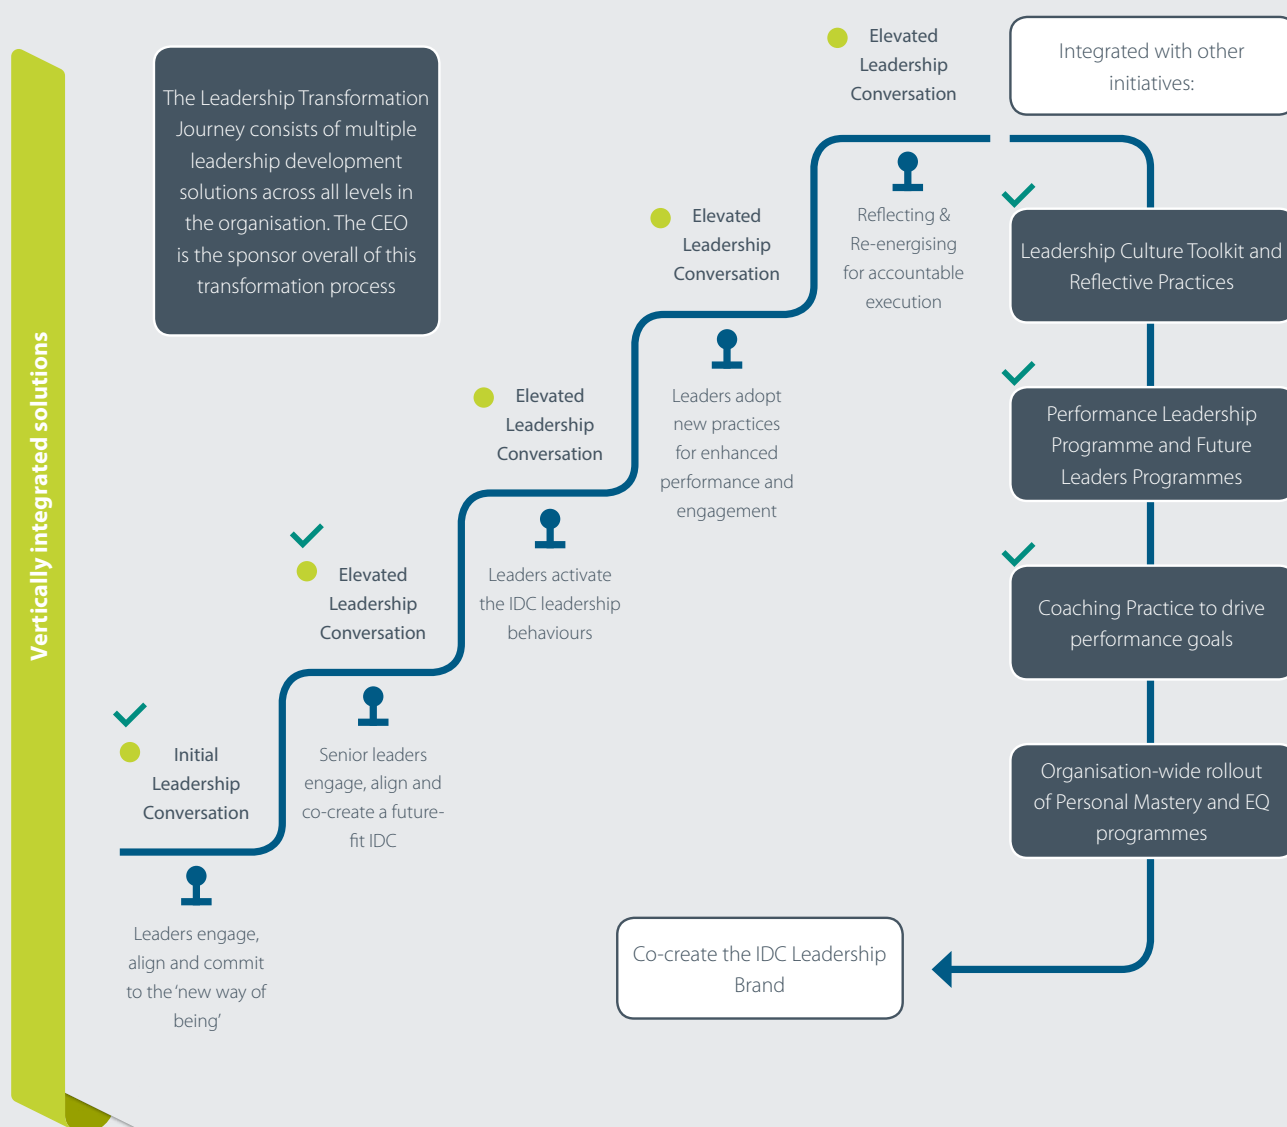 Vertically integrated solutions
The Leadership Transformation
Journey consists of multiple
leadership development
solutions across all levels in
the organisation. The CEO
is the sponsor overall of this
transformation process
Initial
Leadership
Conversation
Leaders engage,
align and commit
to the ‘new way of
being’
Elevated
Leadership
Conversation
Senior leaders
engage, align and
co-create a future-
fit IDC
Elevated
Leadership
Conversation
Leaders activate
the IDC leadership
behaviours
Elevated
Leadership
Conversation
Leaders adopt
new practices
for enhanced
performance and
engagement
Elevated
Leadership
Conversation
Reflecting &
Re-energising
for accountable
execution
Integrated with other
initiatives:
Leadership Culture Toolkit and
Reflective Practices
Performance Leadership
Programme and Future
Leaders Programmes
Coaching Practice to drive
performance goals
Organisation-wide rollout
of Personal Mastery and EQ
programmes
Co-create the IDC Leadership
Brand